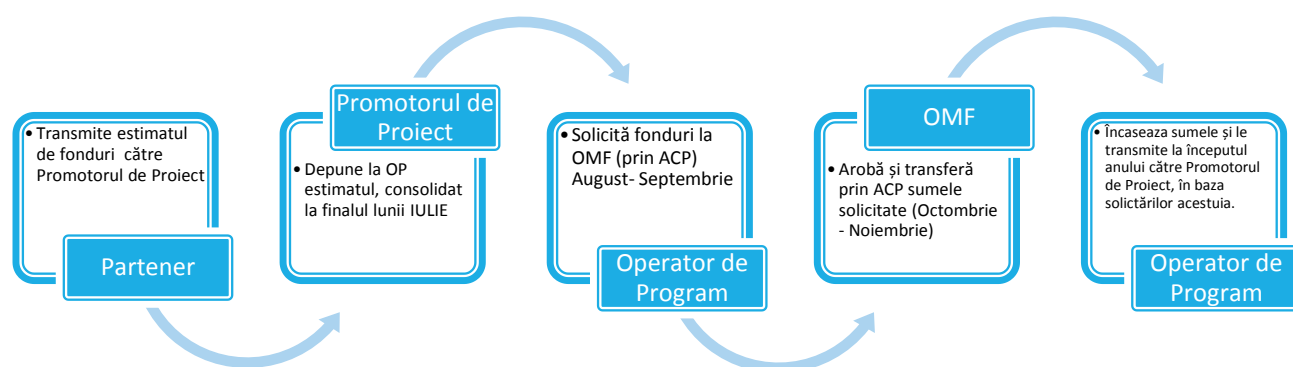 • Transmite estimatul
de fonduri către
Promotorul de Proiect
Partener
Promotorul de
Proiect
• Depune la OP
estimatul, consolidat
la finalul lunii IULIE
• Solicită fonduri la
OMF (prin ACP)
August- Septembrie
Operator de
Program
OMF
• Arobă și transferă
prin ACP sumele
solicitate (Octombrie
- Noiembrie)
• Încaseaza sumele și le
transmite la începutul
anului către Promotorul
de Proiect, în baza
solictărilor acestuia.
Operator de
Program